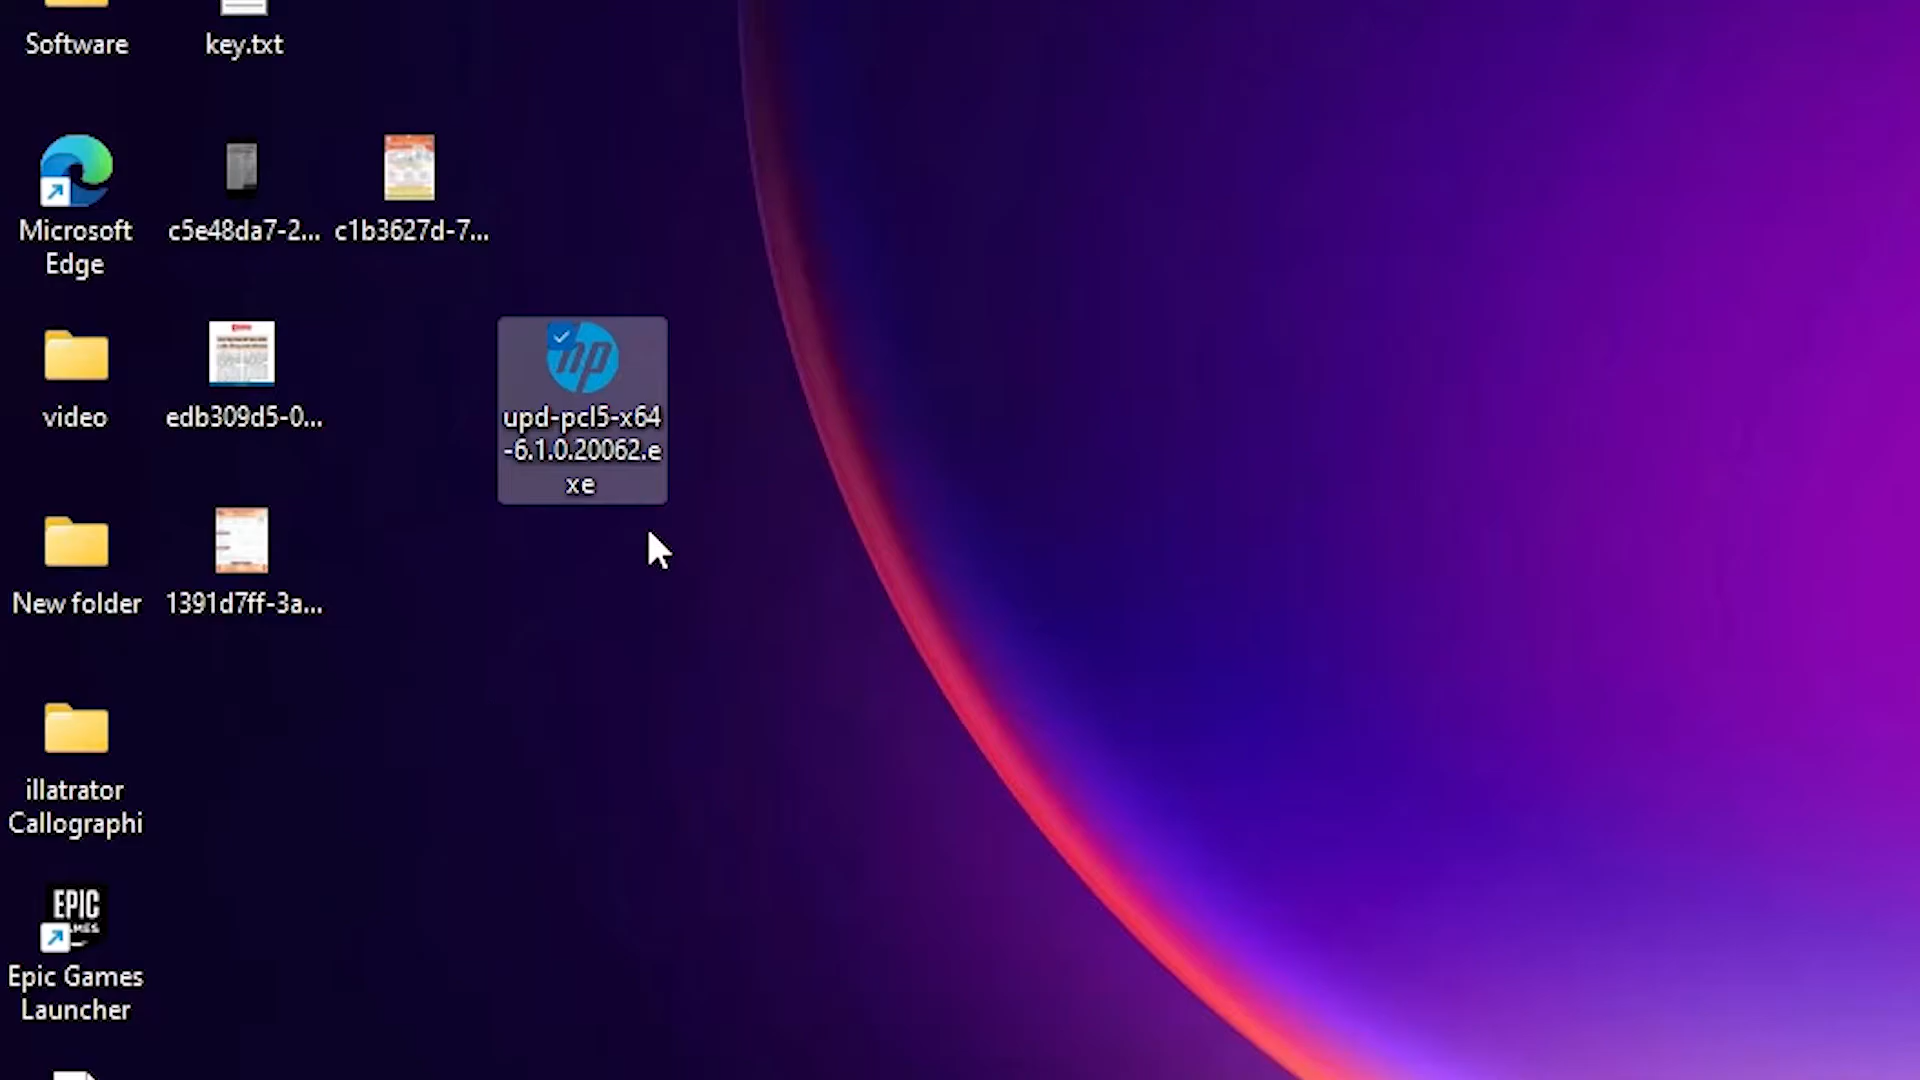 Software
key.txt
Microsoft
Edge
c5e48da7-2...
c1b3627d-7...
video
edb309d5-0...
hp
upd-pcl5-x64
-6.1.0.20062.e
xe
New folder
1391d7ff-3a...
illatrator
Callographi
EPIC
Epic Games
Launcher